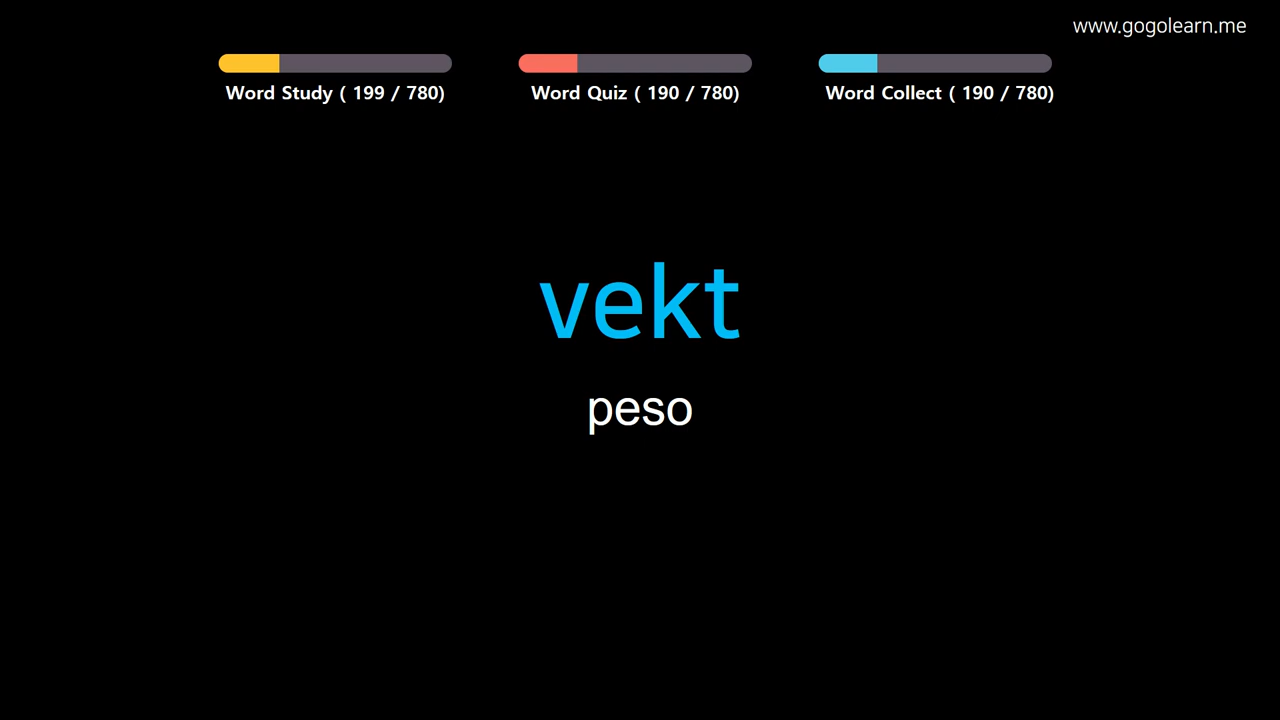 www.gogolearn.me
Word Study ( 199 / 780)
Word Quiz ( 190 / 780)
Word Collect ( 190 / 780)
vekt
peso